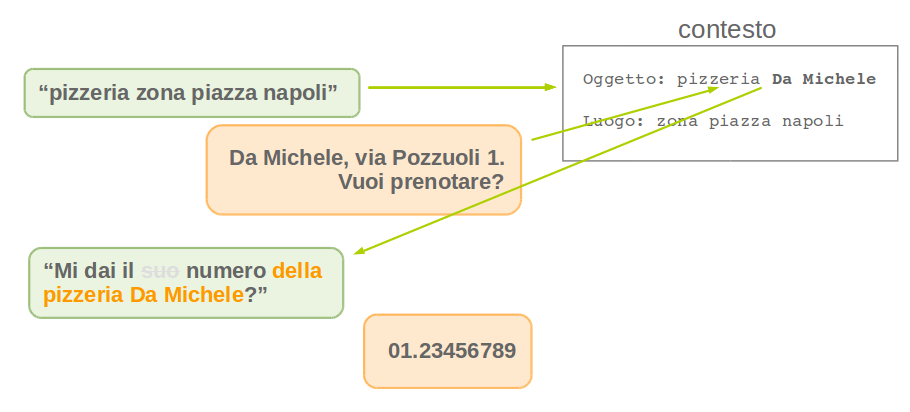 contesto
“pizzeria zona piazza napoli”
Oggetto: pizzeria Da Michele
Luogo: zona piazza napoli
Da Michele, via Pozzuoli 1.
Vuoi prenotare?
“Mi dai il suo numero della
pizzeria Da Michele?”
01.23456789